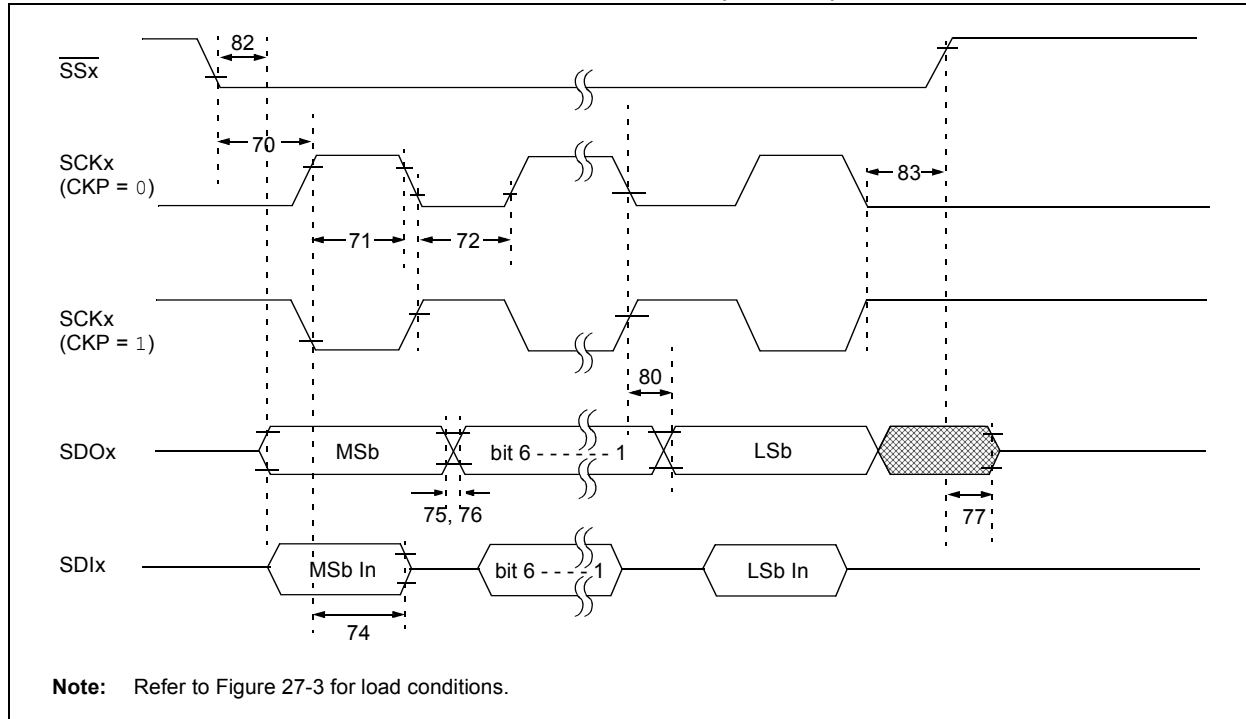 82
SSx
70
SCKx
(CKP = 0)
83
71
72
SCKx
(CKP = 1)
80
SDOx
MSb
bit 6 - - - - - - 1
LSb
75, 76
77
SDIx
MSb In
bit 6 - - - - 1
LSb In
74
Note: Refer to Figure 27-3 for load conditions.